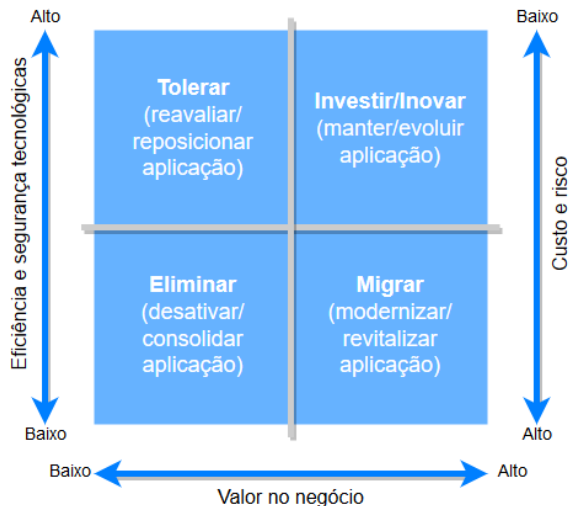 Alto
Baixo
Eficiência e segurança tecnológicas
Tolerar
(reavaliar/
reposicionar
aplicação)
Investir/Inovar
(manter/evoluir
aplicação)
Custo e risco
Eliminar
(desativar/
consolidar
aplicação)
Migrar
(modernizar/
revitalizar
aplicação)
Baixo
Alto
Baixo
Alto
Valor no negócio